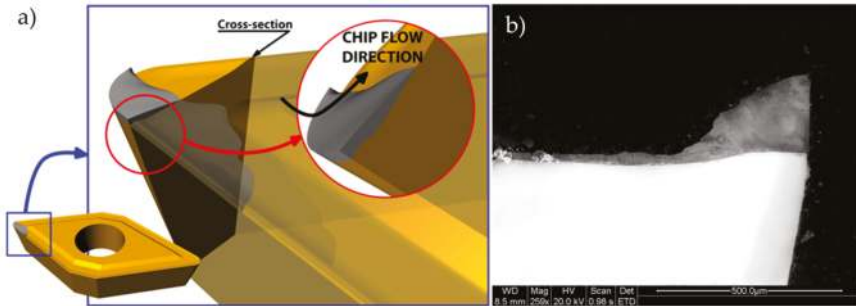 a)
Cross-section
CHIP FLOW
DIRECTION
b)
WD Mag HV Scan Det
8.5 mm 259x 20.0 kV 0.98 s ETD
500.0µm